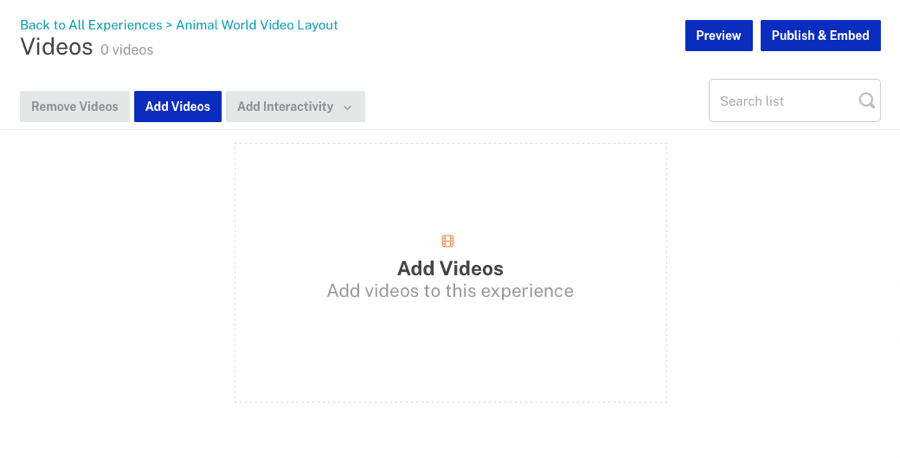 Back to All Experiences > Animal World Video Layout
Videos 0 videos
Preview
Publish & Embed
Remove Videos
Add Videos
Add Interactivity
Search list
Add Videos
Add videos to this experience